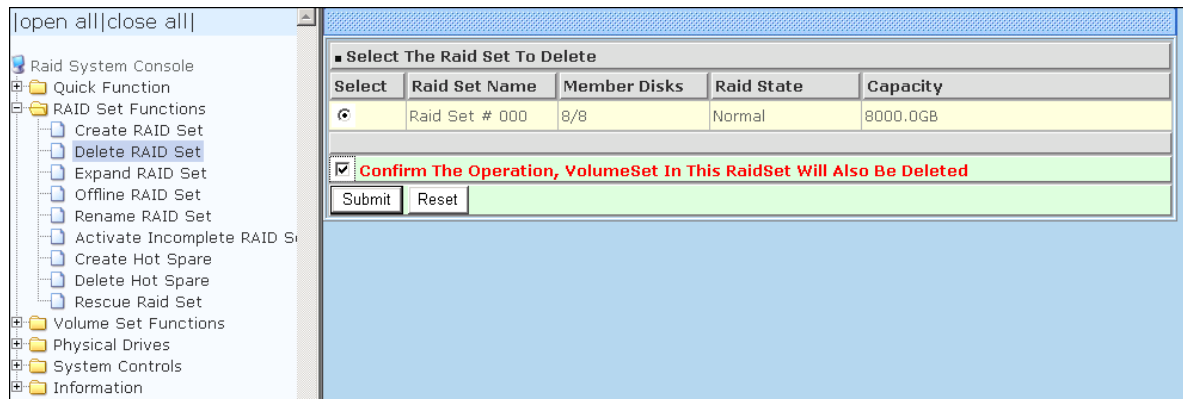 |open all|close all|
Raid System Console
Quick Function
RAID Set Functions
Create RAID Set
Delete RAID Set
Expand RAID Set
Offline RAID Set
Rename RAID Set
Activate Incomplete RAID
Create Hot Spare
Delete Hot Spare
Rescue Raid Set
Volume Set Functions
Physical Drives
System Controls
Information
Select The Raid Set To Delete
Select Raid Set Name Member Disks Raid State Capacity
Raid Set # 000 8/8 Normal 8000.0GB
Confirm The Operation, VolumeSet In This RaidSet Will Also Be Deleted
Submit Reset